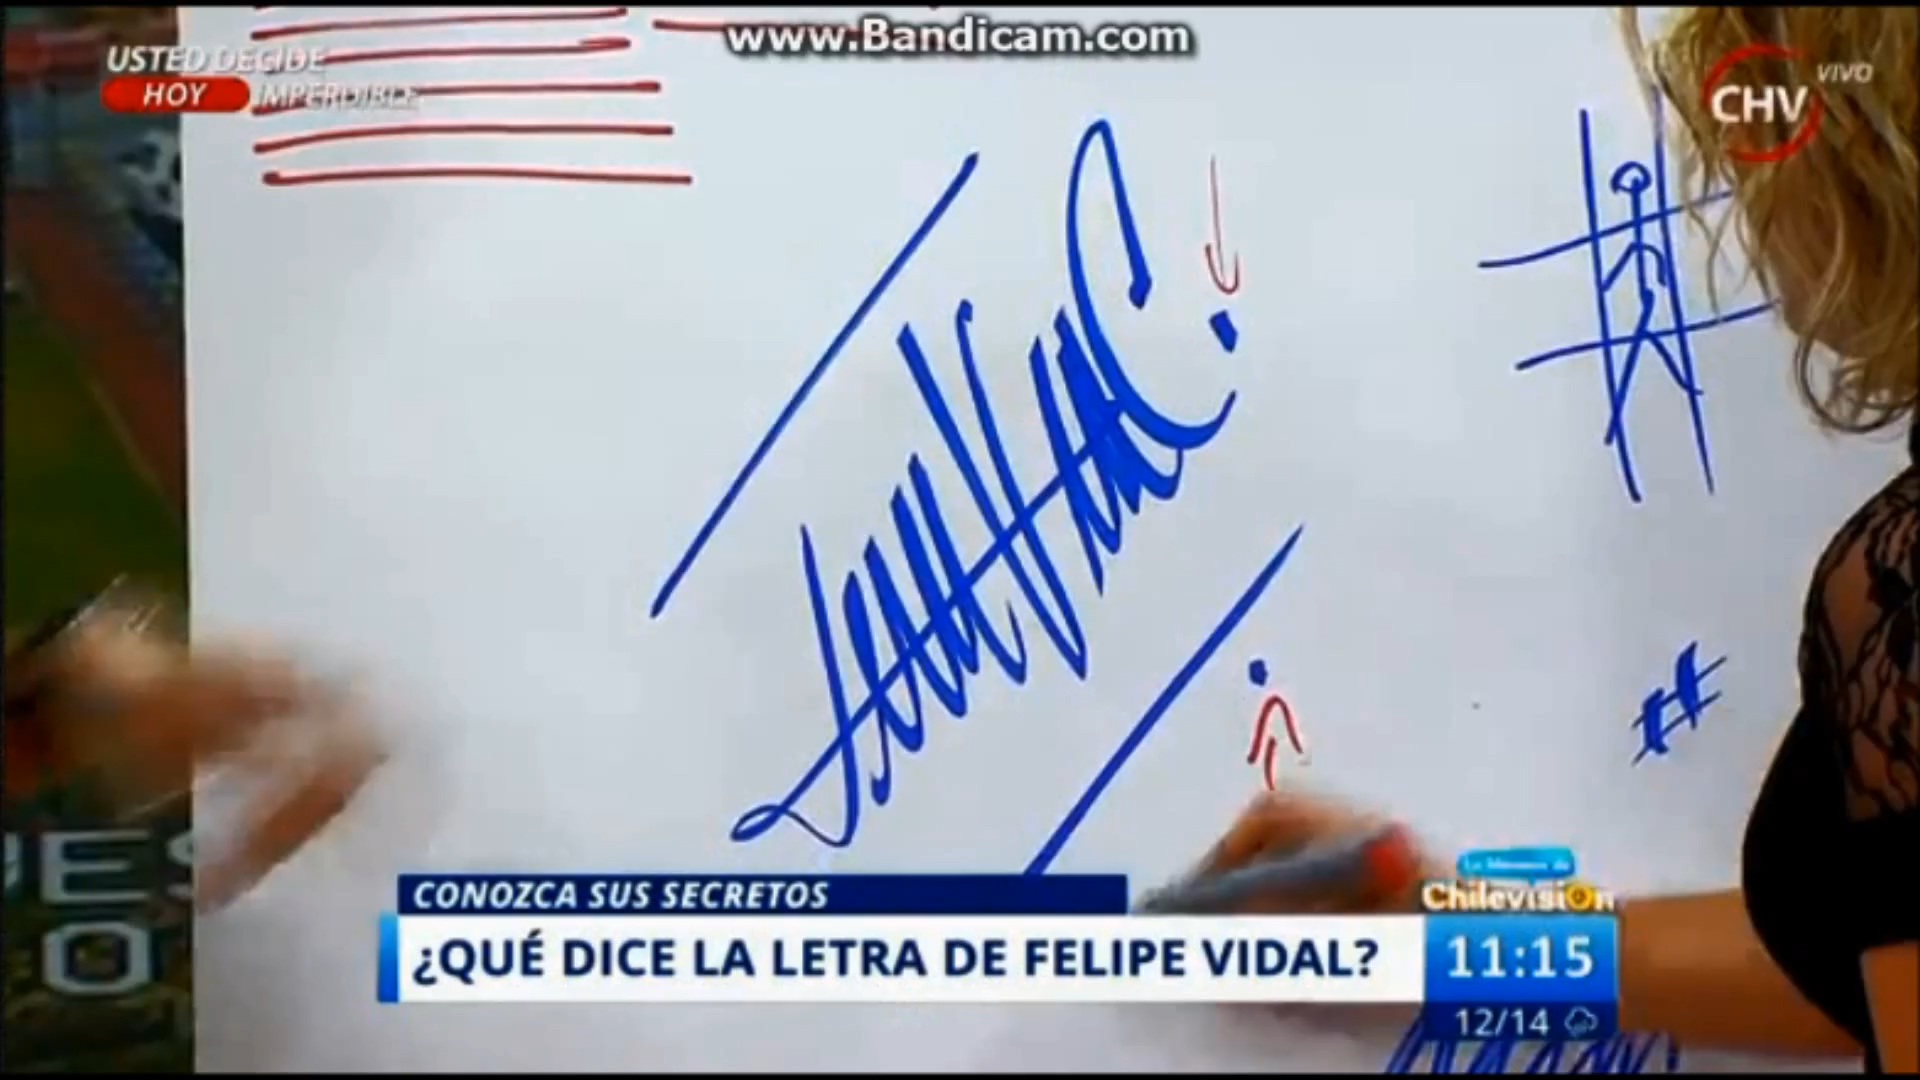 www.Bandicam.com
USTED DECIDE
HOY IMPERDIBLE
CHV VIVO
CONOZCA SUS SECRETOS
¿QUÉ DICE LA LETRA DE FELIPE VIDAL?
Chilevisión
11:15
12/14